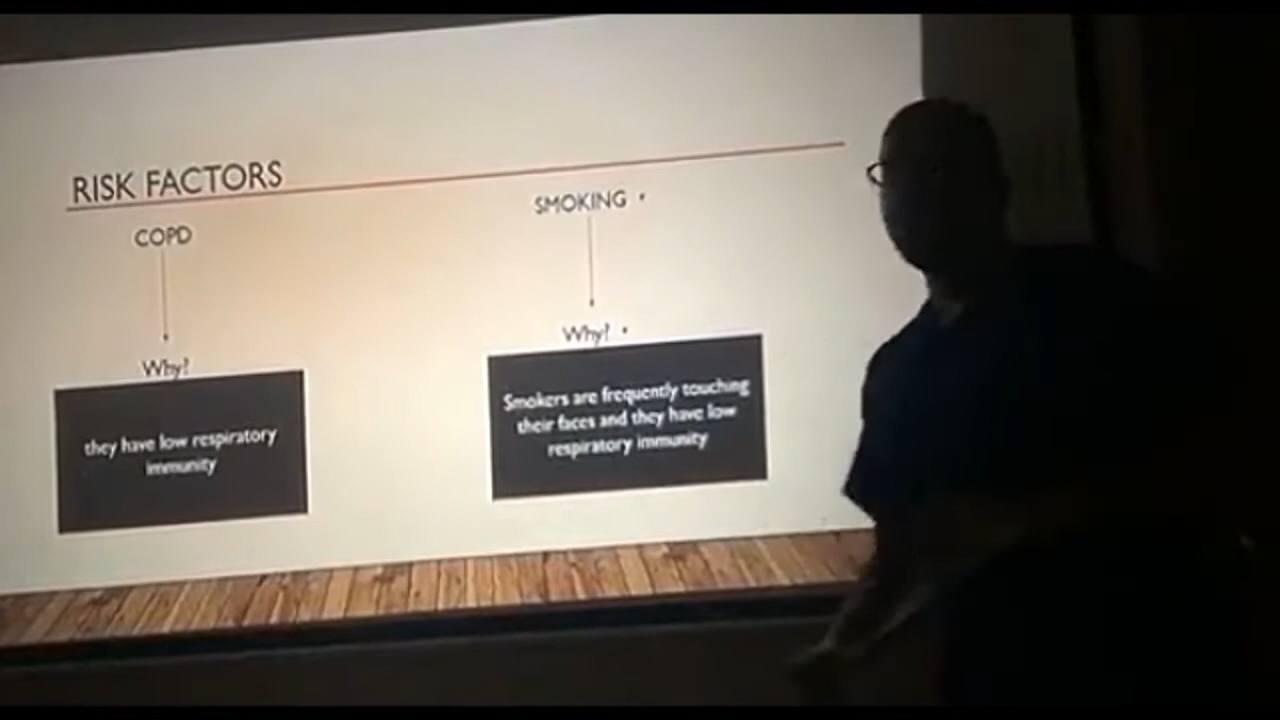 RISK FACTORS
COPD
Why?
they have low respiratory
immunity
SMOKING •
Why? •
Smokers are frequently touching
their faces and they have low
respiratory immunity